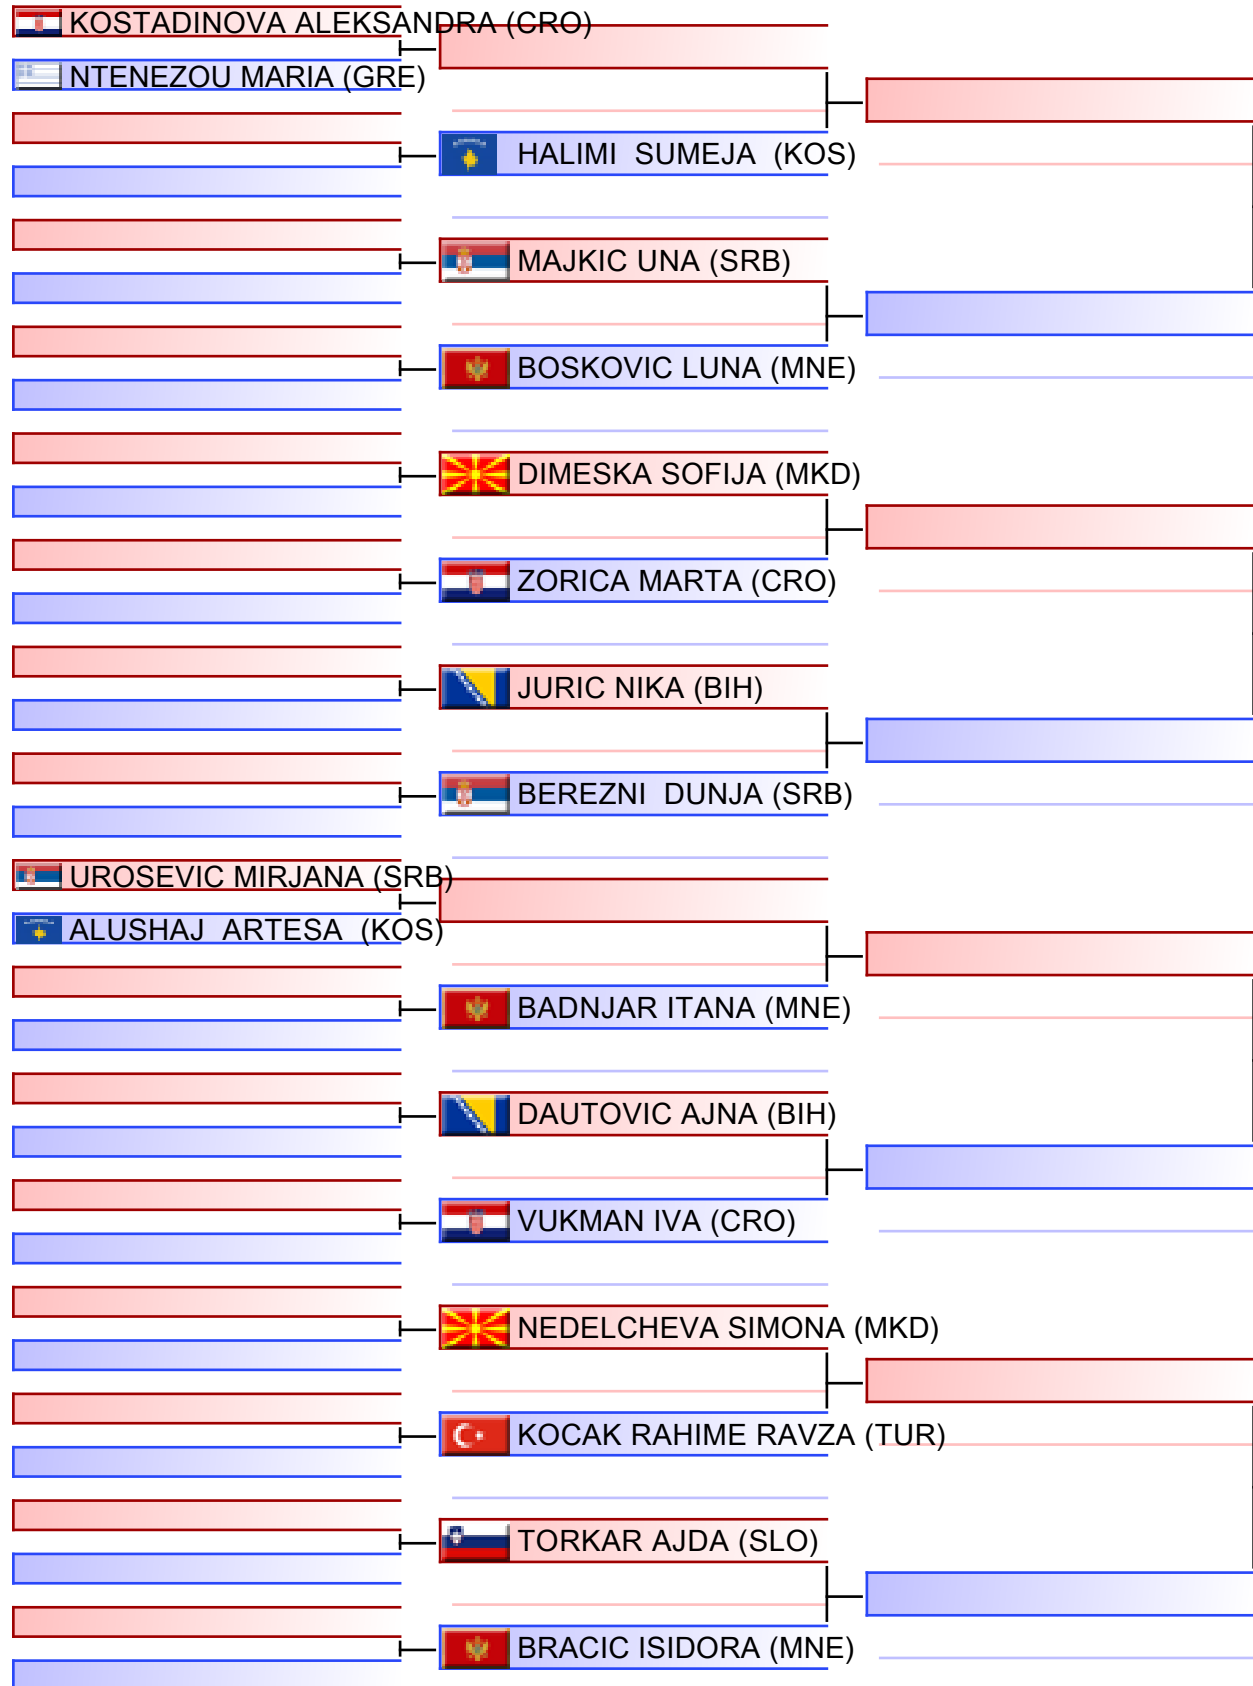 KOSTADINOVA ALEKSANDRA (CRO)
NTENEZOU MARIA (GRE)
HALIMI  SUMEJA  (KOS)
MAJKIC UNA (SRB)
BOSKOVIC LUNA (MNE)
DIMESKA SOFIJA (MKD)
ZORICA MARTA (CRO)
JURIC NIKA (BIH)
BEREZNI  DUNJA (SRB)
UROSEVIC MIRJANA (SRB)
ALUSHAJ  ARTESA  (KOS)
BADNJAR ITANA (MNE)
DAUTOVIC AJNA (BIH)
VUKMAN IVA (CRO)
NEDELCHEVA SIMONA (MKD)
KOCAK RAHIME RAVZA (TUR)
TORKAR AJDA (SLO)
BRACIC ISIDORA (MNE)